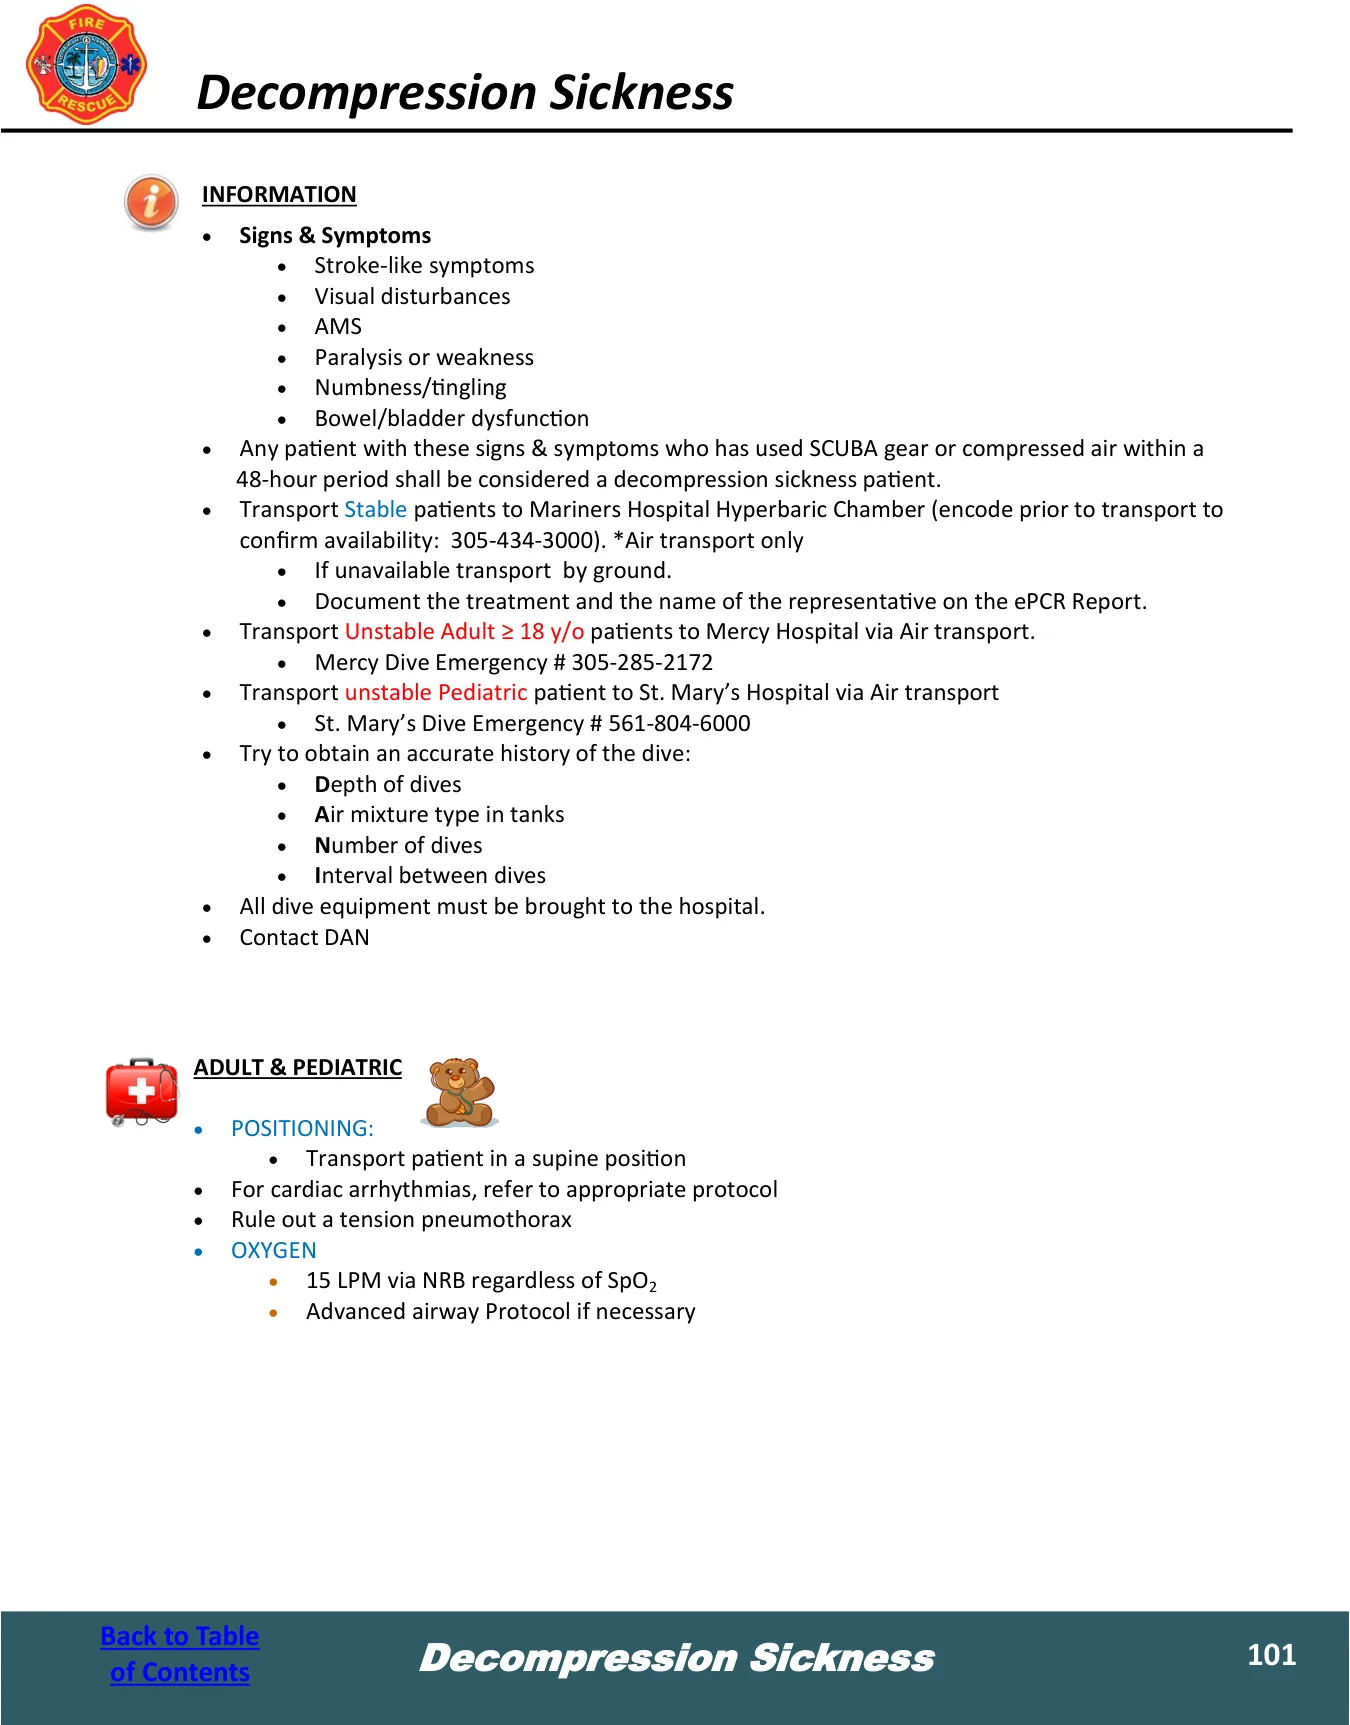 FIRE
RESCUE
Decompression Sickness
INFORMATION
• Signs & Symptoms
• Stroke-like symptoms
• Visual disturbances
• AMS
• Paralysis or weakness
• Numbness/tingling
• Bowel/bladder dysfunction
• Any patient with these signs & symptoms who has used SCUBA gear or compressed air within a
48-hour period shall be considered a decompression sickness patient.
• Transport Stable patients to Mariners Hospital Hyperbaric Chamber (encode prior to transport to
confirm availability:  305-434-3000). *Air transport only
• If unavailable transport  by ground.
• Document the treatment and the name of the representative on the ePCR Report.
• Transport Unstable Adult ≥ 18 y/o patients to Mercy Hospital via Air transport.
• Mercy Dive Emergency # 305-285-2172
• Transport unstable Pediatric patient to St. Mary’s Hospital via Air transport
• St. Mary’s Dive Emergency # 561-804-6000
• Try to obtain an accurate history of the dive:
• Depth of dives
• Air mixture type in tanks
• Number of dives
• Interval between dives
• All dive equipment must be brought to the hospital.
• Contact DAN
ADULT & PEDIATRIC
• POSITIONING:
• Transport patient in a supine position
• For cardiac arrhythmias, refer to appropriate protocol
• Rule out a tension pneumothorax
• OXYGEN
• 15 LPM via NRB regardless of SpO₂
• Advanced airway Protocol if necessary
Back to Table
of Contents
Decompression Sickness
101